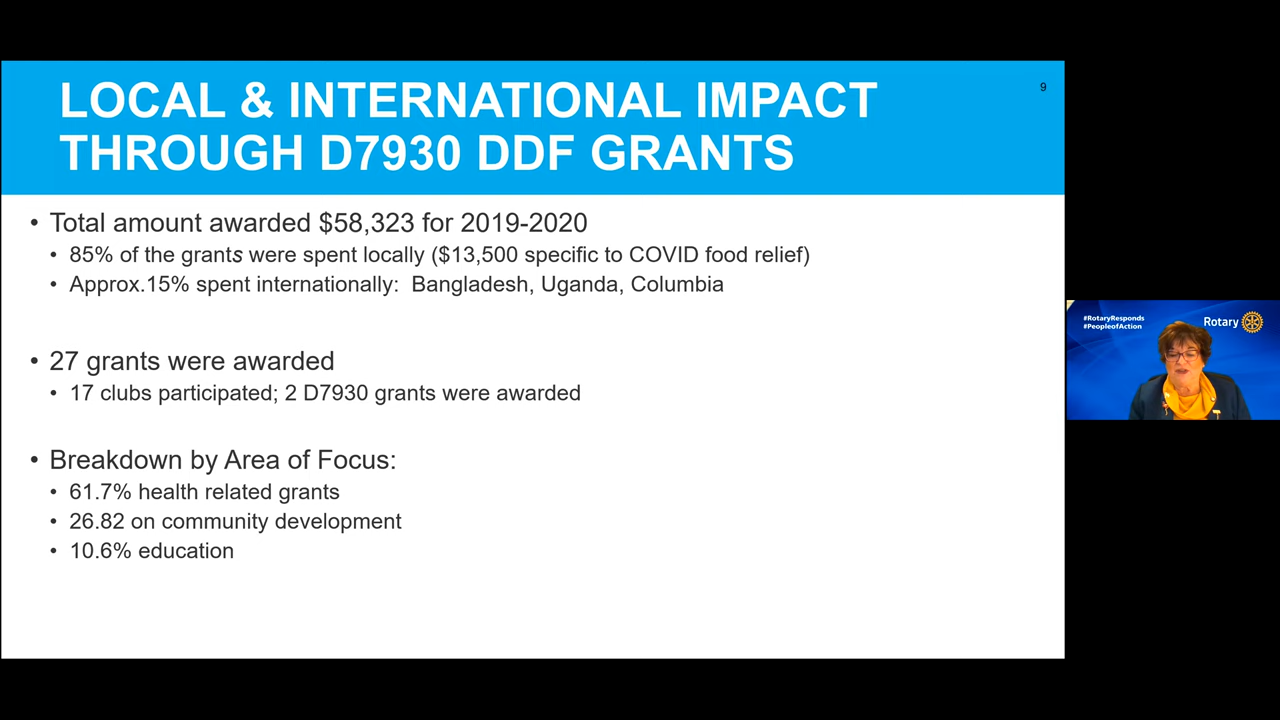 LOCAL & INTERNATIONAL IMPACT
THROUGH D7930 DDF GRANTS
9
• Total amount awarded $58,323 for 2019-2020
• 85% of the grants were spent locally ($13,500 specific to COVID food relief)
• Approx.15% spent internationally: Bangladesh, Uganda, Columbia
• 27 grants were awarded
• 17 clubs participated; 2 D7930 grants were awarded
• Breakdown by Area of Focus:
• 61.7% health related grants
• 26.82 on community development
• 10.6% education
#RotaryResponds
#PeopleofAction
Rotary